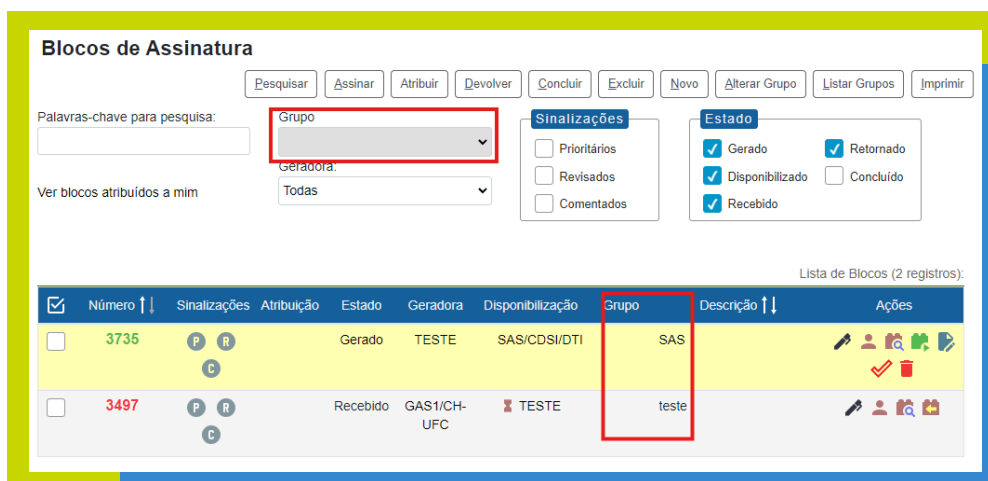 Blocos de Assinatura
Pesquisar Assinar Atribuir Devolver Concluir Excluir Novo Alterar Grupo Listar Grupos Imprimir
Palavras-chave para pesquisa:
Grupo
Geradora:
Todas
Ver blocos atribuídos a mim
Sinalizações
Prioritários
Revisados
Comentados
Estado
Gerado Retornado
Disponibilizado Concluído
Recebido
Lista de Blocos (2 registros):
Número Sinalizações Atribuição Estado Geradora Disponibilização Grupo Descrição Ações
3735 P R Gerado TESTE SAS/CDSI/DTI SAS
C
3497 P R Recebido GAS1/CH- TESTE teste
C UFC